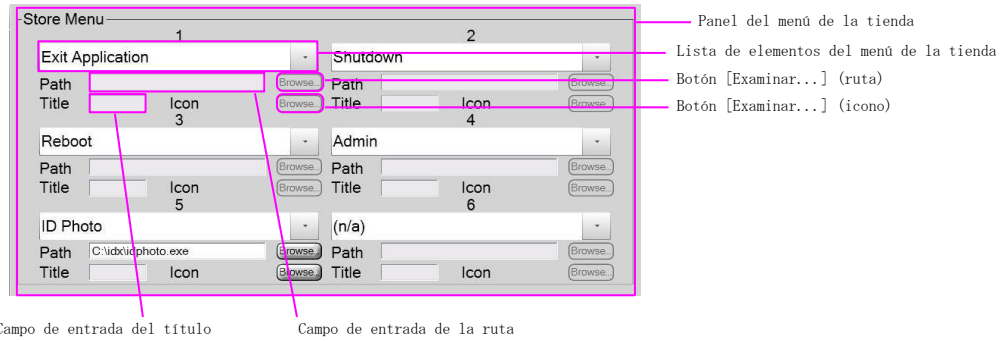 Store Menu
Panel del menú de la tienda
1 2
Exit Application Shutdown
Lista de elementos del menú de la tienda
Path Browse... Path Browse...
Botón [Examinar...] (ruta)
Title Icon Browse... Title Icon Browse...
Botón [Examinar...] (icono)
3 4
Reboot Admin
Path Browse... Path Browse...
Title Icon Browse... Title Icon Browse...
5 6
ID Photo (n/a)
Path C:\idx\idphoto.exe Browse... Path Browse...
Title Icon Browse... Title Icon Browse...
Campo de entrada del título Campo de entrada de la ruta